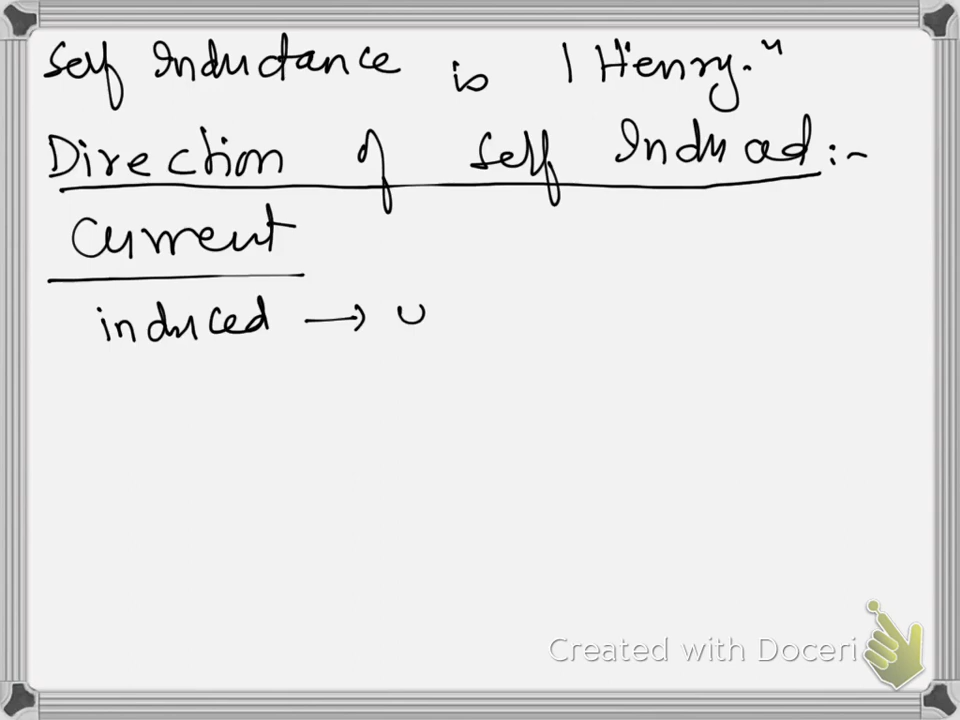 Self Inductance is 1 Henry."
Direction of Self Induced :-
Current
induced → u
Created with Doceri